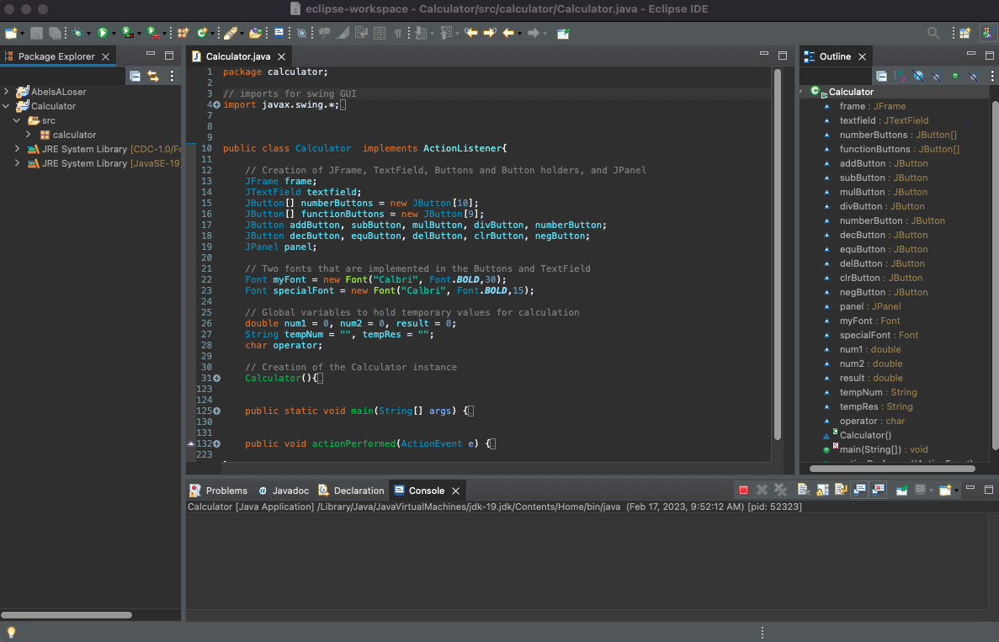 eclipse-workspace - Calculator/src/calculator/Calculator.java - Eclipse IDE
Package Explorer
AbelsALoser
Calculator
src
calculator
JRE System Library [CDC-1.0/Fo
JRE System Library [JavaSE-19
Calculator.java
1 package calculator;
2
3 // imports for swing GUI
4 import javax.swing.*;
7
8
9
10 public class Calculator  implements ActionListener{
11
12 // Creation of JFrame, TextField, Buttons and Button holders, and JPanel
13 JFrame frame;
14 JTextField textfield;
15 JButton[] numberButtons = new JButton[10];
16 JButton[] functionButtons = new JButton[9];
17 JButton addButton, subButton, mulButton, divButton, numberButton;
18 JButton decButton, equButton, delButton, clrButton, negButton;
19 JPanel panel;
20
21 // Two fonts that are implemented in the Buttons and TextField
22 Font myFont = new Font("Calbri", Font.BOLD,30);
23 Font specialFont = new Font("Calbri", Font.BOLD,15);
24
25 // Global variables to hold temporary values for calculation
26 double num1 = 0, num2 = 0, result = 0;
27 String tempNum = "", tempRes = "";
28 char operator;
29
30 // Creation of the Calculator instance
31 Calculator(){
123
124
125 public static void main(String[] args) {
130
131
132 public void actionPerformed(ActionEvent e) {
223
Outline
Calculator
frame : JFrame
textfield : JTextField
numberButtons : JButton[]
functionButtons : JButton[]
addButton : JButton
subButton : JButton
mulButton : JButton
divButton : JButton
numberButton : JButton
decButton : JButton
equButton : JButton
delButton : JButton
clrButton : JButton
negButton : JButton
panel : JPanel
myFont : Font
specialFont : Font
num1 : double
num2 : double
result : double
tempNum : String
tempRes : String
operator : char
Calculator()
main(String[]) : void
Problems
Javadoc
Declaration
Console
Calculator [Java Application] /Library/Java/JavaVirtualMachines/jdk-19.jdk/Contents/Home/bin/java  (Feb 17, 2023, 9:52:12 AM) [pid: 52323]